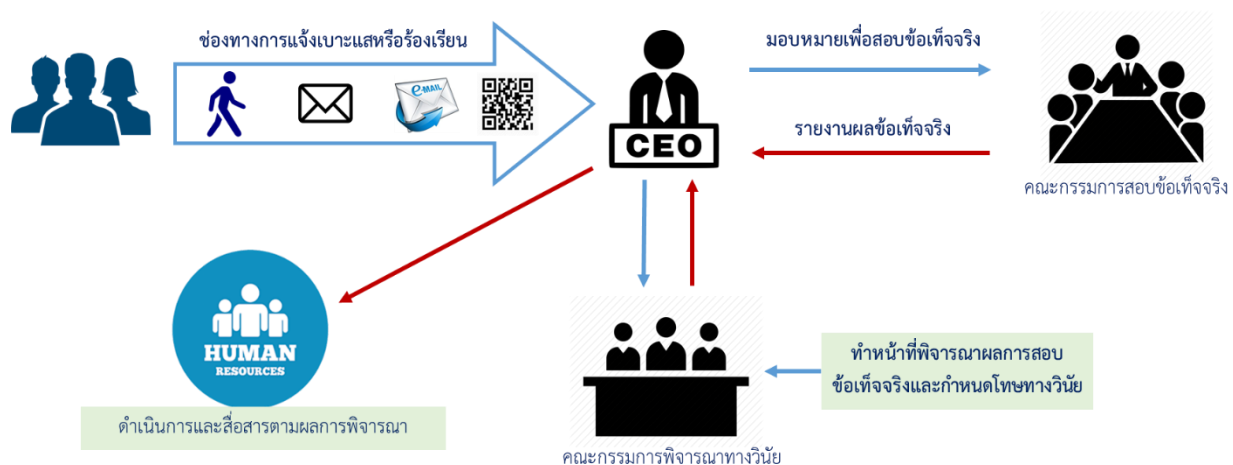 ช่องทางการแจ้งเบาะแสหรือร้องเรียน
e-MAIL
CEO
มอบหมายเพื่อสอบข้อเท็จจริง
รายงานผลข้อเท็จจริง
คณะกรรมการสอบข้อเท็จจริง
HUMAN
RESOURCES
ดำเนินการและสื่อสารตามผลการพิจารณา
ทำหน้าที่พิจารณาผลการสอบ
ข้อเท็จจริงและกำหนดโทษทางวินัย
คณะกรรมการพิจารณาทางวินัย